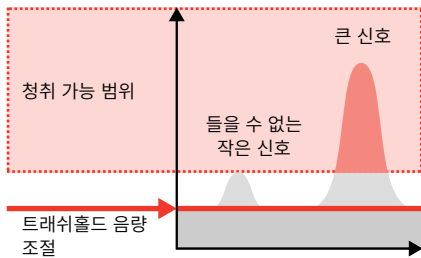 큰 신호
청취 가능 범위
들을 수 없는
작은 신호
트래쉬홀드 음량
조절